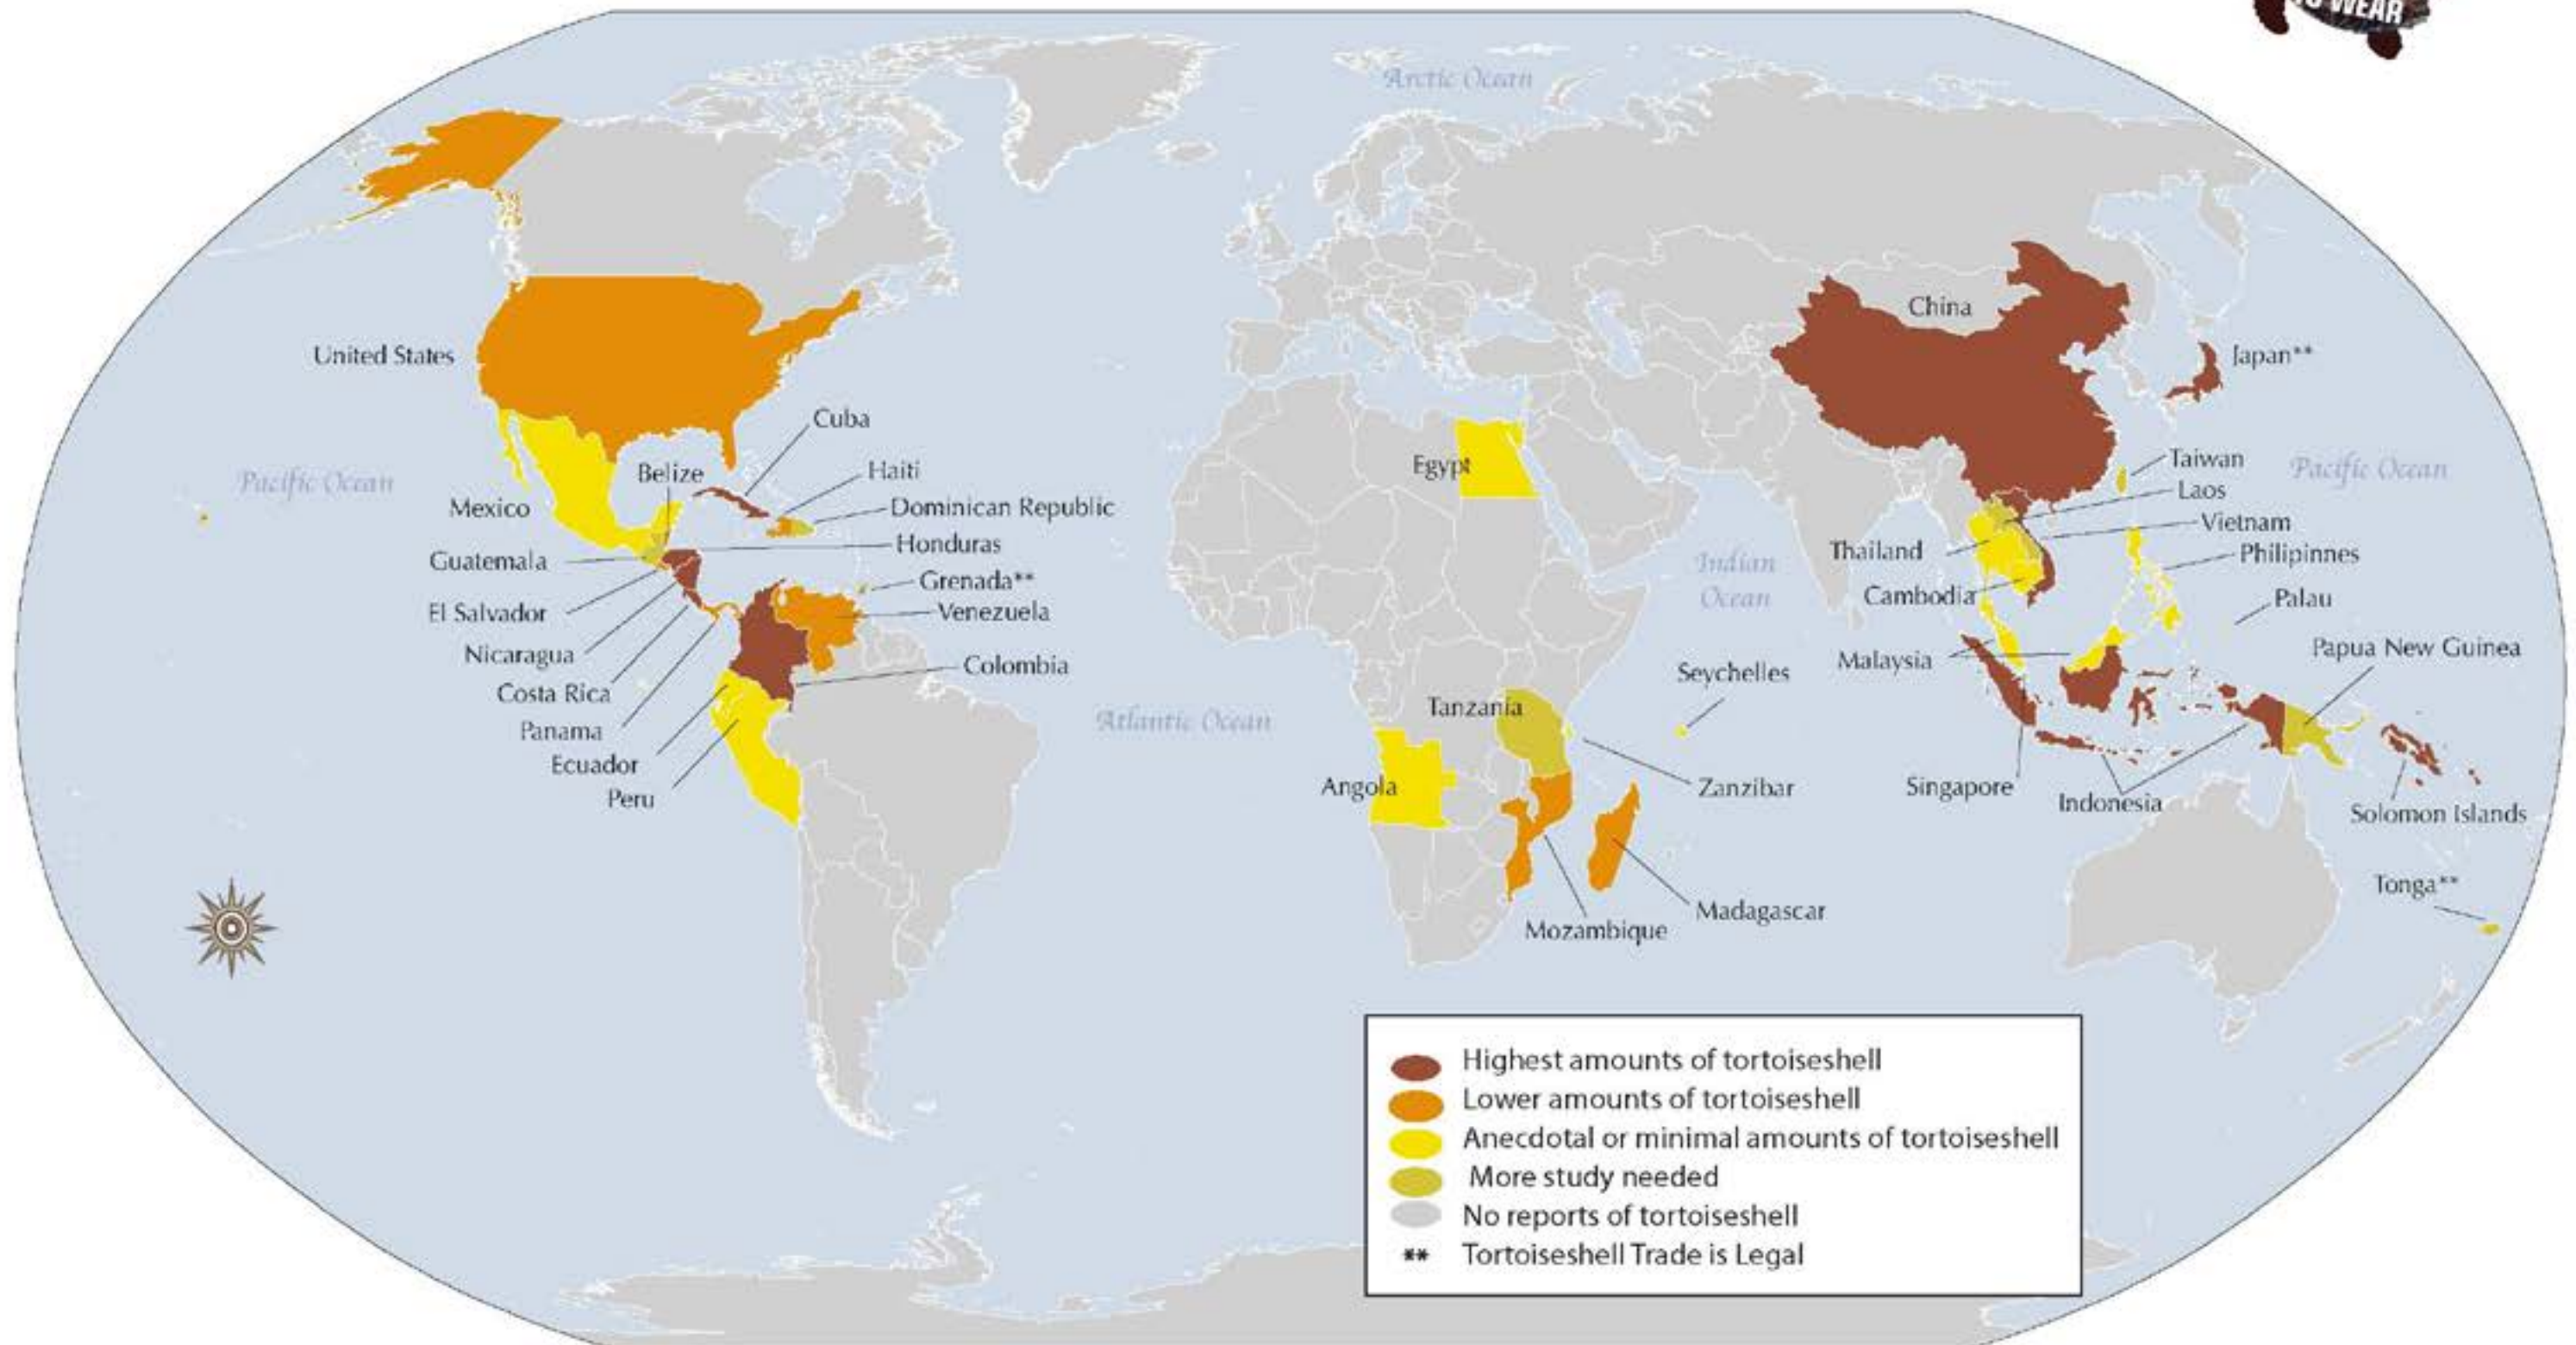 TO WEAR
Arctic Ocean
United States
China
Japan**
Cuba
Pacific Ocean
Belize
Haiti
Egypt
Taiwan
Pacific Ocean
Laos
Mexico
Dominican Republic
Vietnam
Guatemala
Honduras
Thailand
Indian
Ocean
Philipinnes
Grenada**
Cambodia
Palau
El Salvador
Venezuela
Nicaragua
Colombia
Malaysia
Papua New Guinea
Costa Rica
Seychelles
Panama
Atlantic Ocean
Tanzania
Ecuador
Peru
Angola
Zanzibar
Singapore
Indonesia
Solomon Islands
Tonga**
Madagascar
Mozambique
Highest amounts of tortoiseshell
Lower amounts of tortoiseshell
Anecdotal or minimal amounts of tortoiseshell
More study needed
No reports of tortoiseshell
** Tortoiseshell Trade is Legal